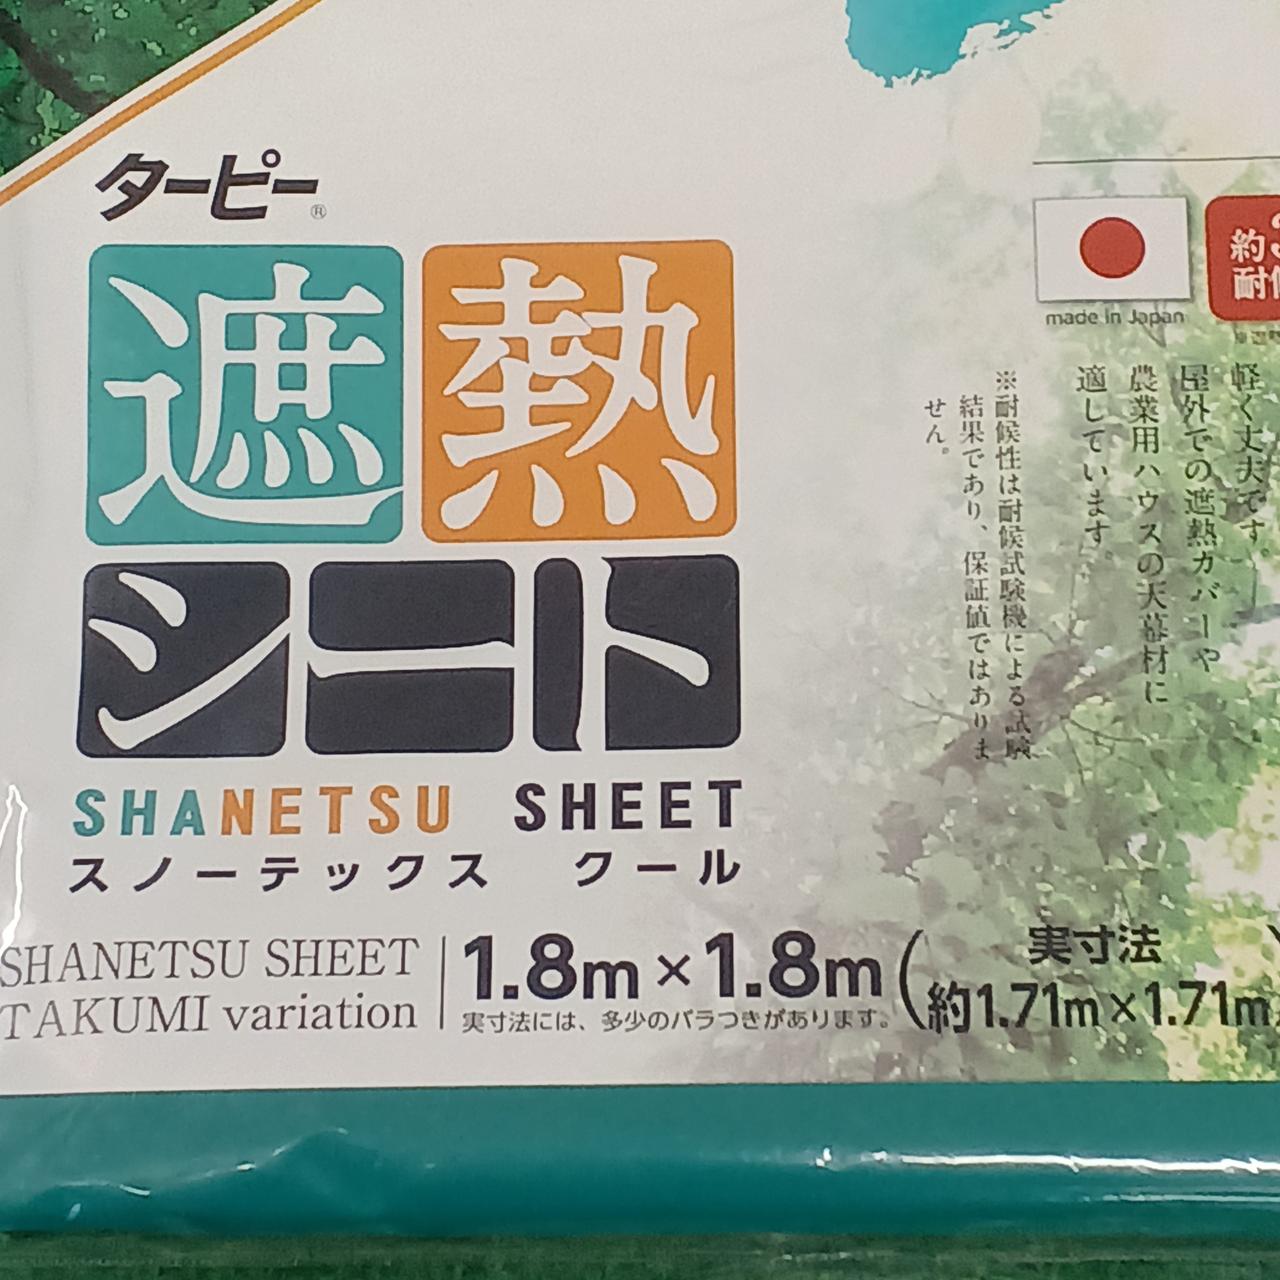 ターピー®
遮熱
シート
SHANETSU SHEET
スノーテックス クール
SHANETSU SHEET
TAKUMI variation
1.8m×1.8m
実寸法には、多少のバラつきがあります。
(実寸法
約1.71m×1.71m)
made in Japan
約
耐候
軽く丈夫です。
屋外での遮熱カバーや
農業用ハウスの天幕材に
適しています。
※耐候性は耐候試験機による試験
結果であり、保証値ではありま
せん。